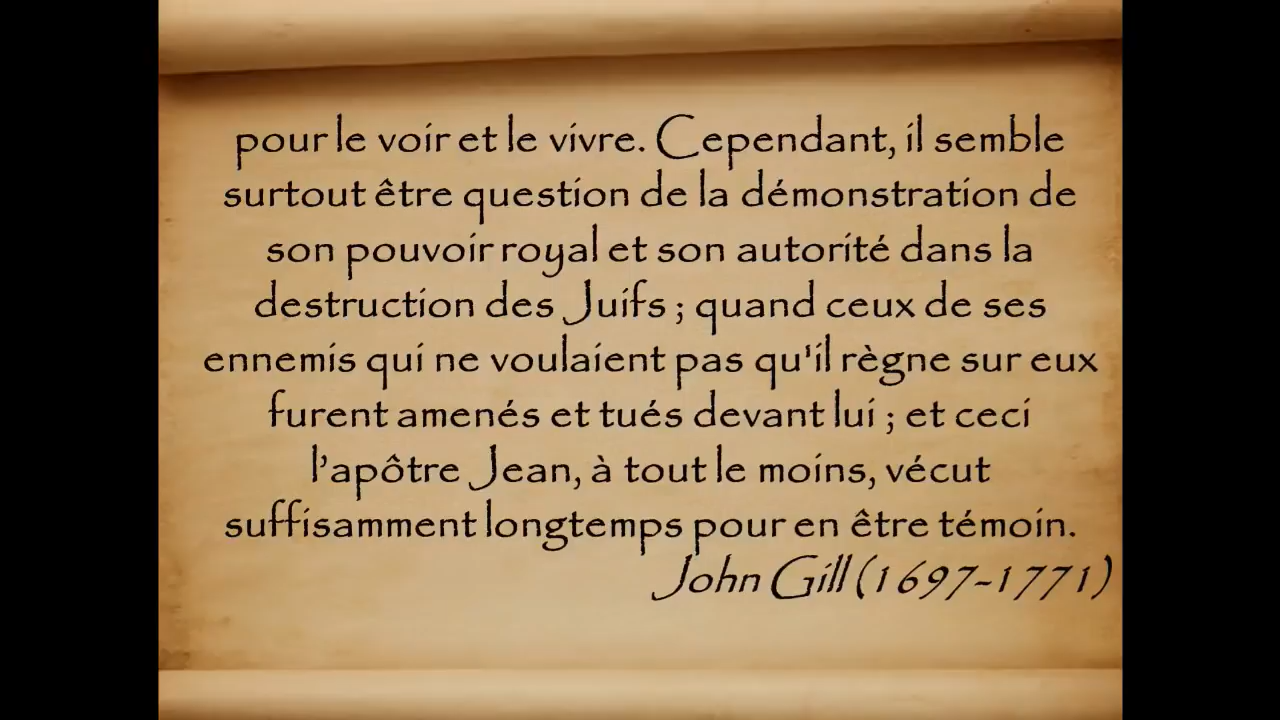 pour le voir et le vivre. Cependant, il semble
surtout être question de la démonstration de
son pouvoir royal et son autorité dans la
destruction des Juifs ; quand ceux de ses
ennemis qui ne voulaient pas qu'il règne sur eux
furent amenés et tués devant lui ; et ceci
l’apôtre Jean, à tout le moins, vécut
suffisamment longtemps pour en être témoin.
John Gill (1697-1771)